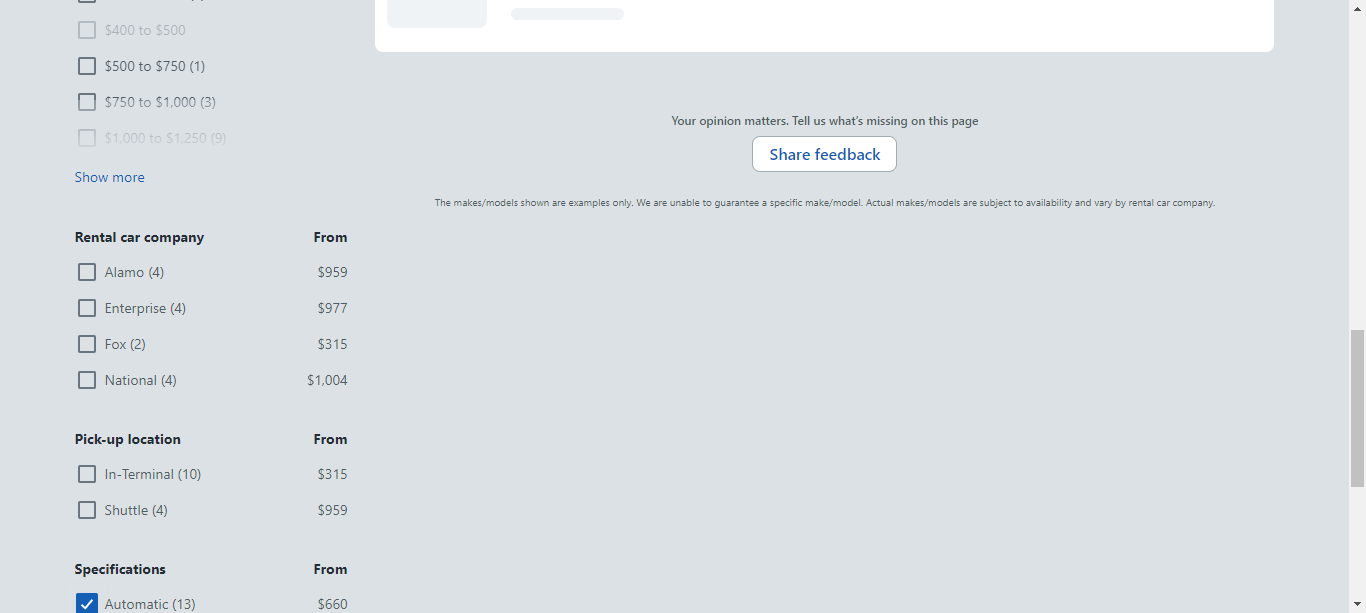 $400 to $500
$500 to $750 (1)
$750 to $1,000 (3)
$1,000 to $1,250 (9)
Show more
Rental car company From
Alamo (4) $959
Enterprise (4) $977
Fox (2) $315
National (4) $1,004
Pick-up location From
In-Terminal (10) $315
Shuttle (4) $959
Specifications From
Automatic (13) $660
Your opinion matters. Tell us what's missing on this page
Share feedback
The makes/models shown are examples only. We are unable to guarantee a specific make/model. Actual makes/models are subject to availability and vary by rental car company.